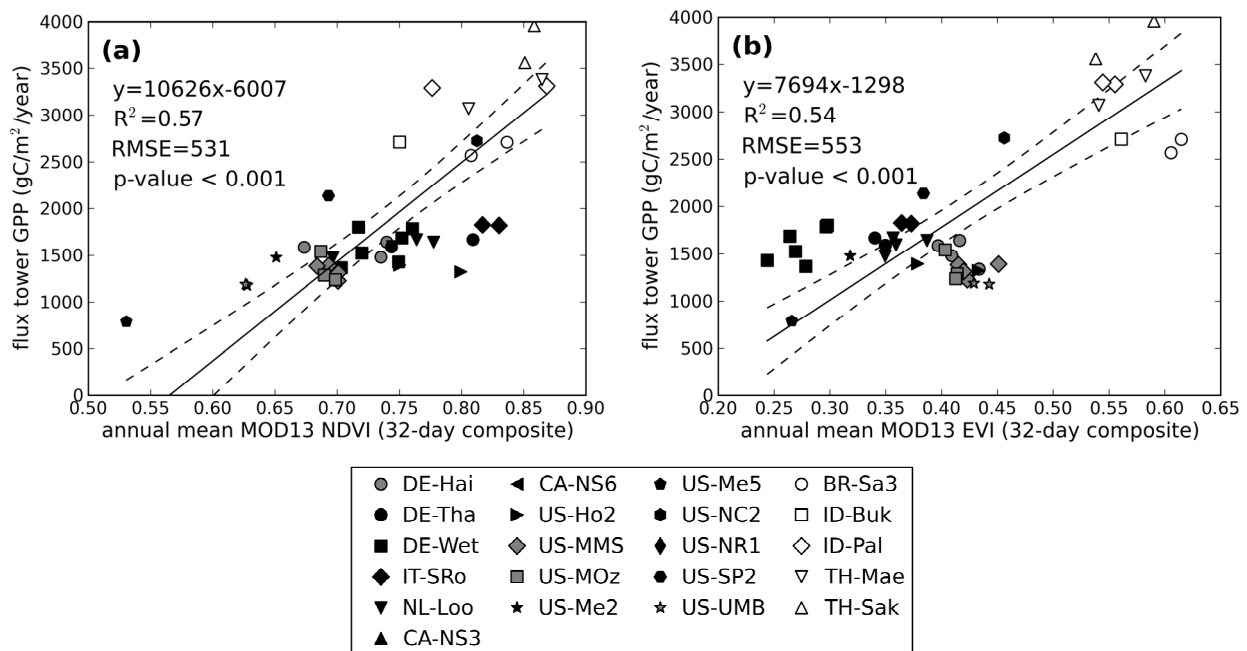 (a)
y=10626x-6007
R²=0.57
RMSE=531
p-value < 0.001
flux tower GPP (gC/m²/year)
4000
3500
3000
2500
2000
1500
1000
500
0
0.50 0.55 0.60 0.65 0.70 0.75 0.80 0.85 0.90
annual mean MOD13 NDVI (32-day composite)
(b)
y=7694x-1298
R²=0.54
RMSE=553
p-value < 0.001
flux tower GPP (gC/m²/year)
4000
3500
3000
2500
2000
1500
1000
500
0
0.20 0.25 0.30 0.35 0.40 0.45 0.50 0.55 0.60 0.65
annual mean MOD13 EVI (32-day composite)
DE-Hai CA-NS6 US-Me5 BR-Sa3
DE-Tha US-Ho2 US-NC2 ID-Buk
DE-Wet US-MMS US-NR1 ID-Pal
IT-SRo US-MOz US-SP2 TH-Mae
NL-Loo US-Me2 US-UMB TH-Sak
CA-NS3